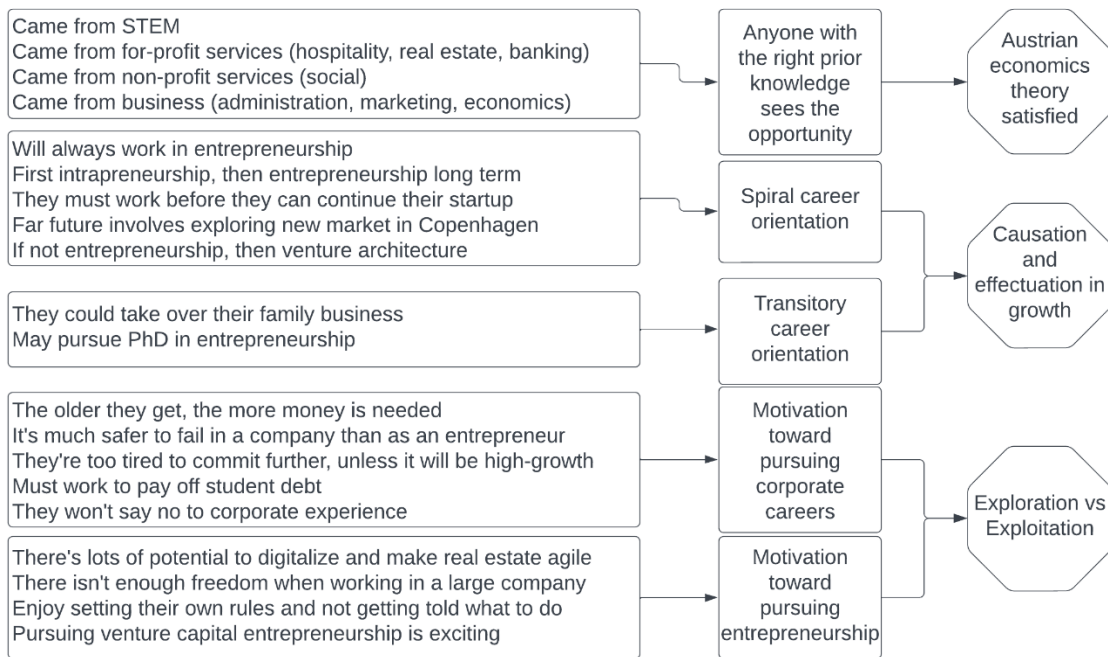 Came from STEM
Came from for-profit services (hospitality, real estate, banking)
Came from non-profit services (social)
Came from business (administration, marketing, economics)
Anyone with
the right prior
knowledge
sees the
opportunity
Austrian
economics
theory
satisfied
Will always work in entrepreneurship
First intrapreneurship, then entrepreneurship long term
They must work before they can continue their startup
Far future involves exploring new market in Copenhagen
If not entrepreneurship, then venture architecture
Spiral career
orientation
Causation
and
effectuation in
growth
They could take over their family business
May pursue PhD in entrepreneurship
Transitory
career
orientation
The older they get, the more money is needed
It's much safer to fail in a company than as an entrepreneur
They're too tired to commit further, unless it will be high-growth
Must work to pay off student debt
They won't say no to corporate experience
Motivation
toward
pursuing
corporate
careers
Exploration vs
Exploitation
There's lots of potential to digitalize and make real estate agile
There isn't enough freedom when working in a large company
Enjoy setting their own rules and not getting told what to do
Pursuing venture capital entrepreneurship is exciting
Motivation
toward
pursuing
entrepreneurship